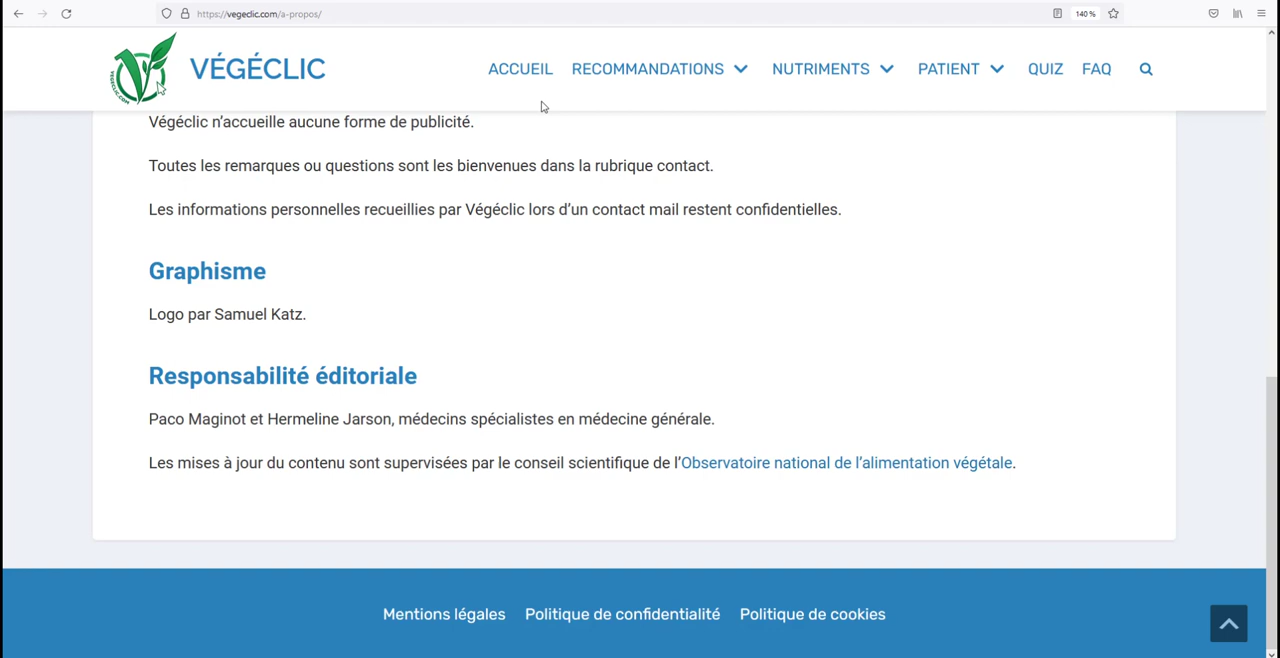 https://vegeclic.com/a-propos/
140 %
VEGECLIC.COM
VÉGÉCLIC
ACCUEIL RECOMMANDATIONS NUTRIMENTS PATIENT QUIZ FAQ
Végéclic n’accueille aucune forme de publicité.
Toutes les remarques ou questions sont les bienvenues dans la rubrique contact.
Les informations personnelles recueillies par Végéclic lors d’un contact mail restent confidentielles.
Graphisme
Logo par Samuel Katz.
Responsabilité éditoriale
Paco Maginot et Hermeline Jarson, médecins spécialistes en médecine générale.
Les mises à jour du contenu sont supervisées par le conseil scientifique de l’Observatoire national de l’alimentation végétale.
Mentions légales Politique de confidentialité Politique de cookies